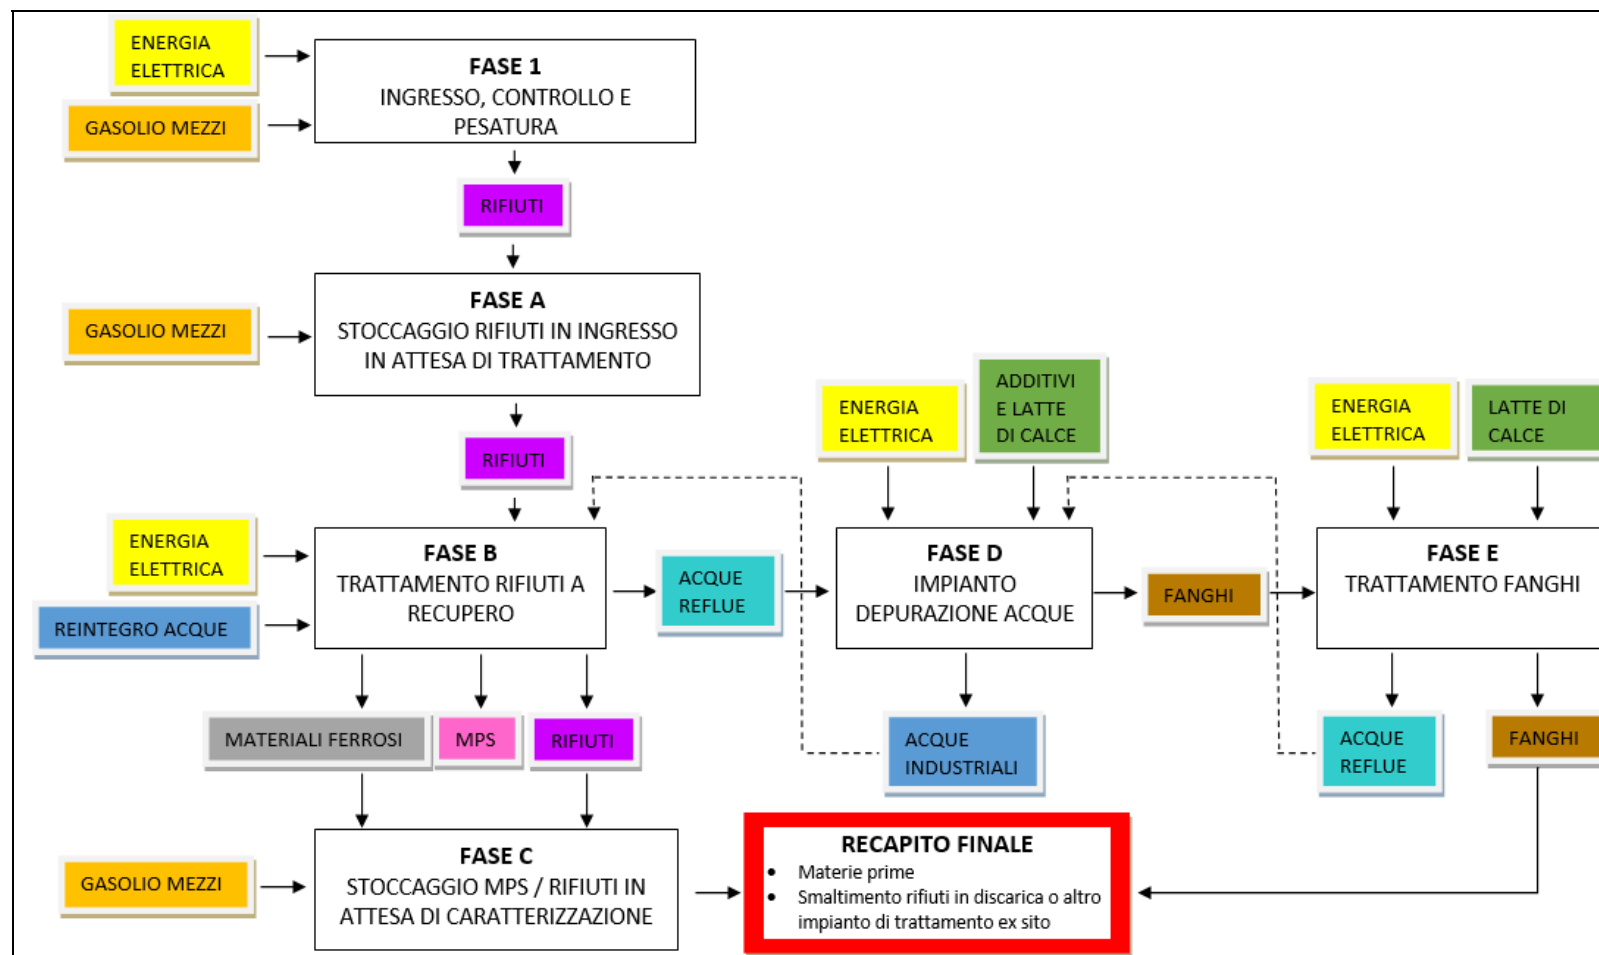 ENERGIA
ELETTRICA
GASOLIO MEZZI
FASE 1
INGRESSO, CONTROLLO E
PESATURA
RIFIUTI
GASOLIO MEZZI
FASE A
STOCCAGGIO RIFIUTI IN INGRESSO
IN ATTESA DI TRATTAMENTO
RIFIUTI
ENERGIA
ELETTRICA
ADDITIVI
E LATTE
DI CALCE
ENERGIA
ELETTRICA
LATTE DI
CALCE
ENERGIA
ELETTRICA
REINTEGRO ACQUE
FASE B
TRATTAMENTO RIFIUTI A
RECUPERO
ACQUE
REFLUE
FASE D
IMPIANTO
DEPURAZIONE ACQUE
FANGHI
FASE E
TRATTAMENTO FANGHI
MATERIALI FERROSI
MPS
RIFIUTI
ACQUE
INDUSTRIALI
ACQUE
REFLUE
FANGHI
GASOLIO MEZZI
FASE C
STOCCAGGIO MPS / RIFIUTI IN
ATTESA DI CARATTERIZZAZIONE
RECAPITO FINALE
• Materie prime
• Smaltimento rifiuti in discarica o altro
impianto di trattamento ex sito